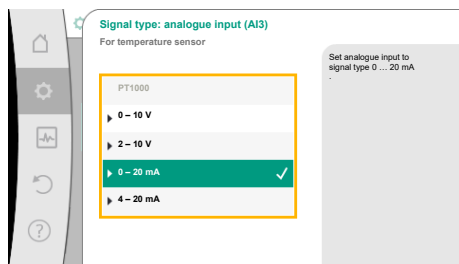 Signal type: analogue input (AI3)
For temperature sensor
Set analogue input to
signal type 0 ... 20 mA
.
PT1000
0 – 10 V
2 – 10 V
0 – 20 mA
4 – 20 mA
?